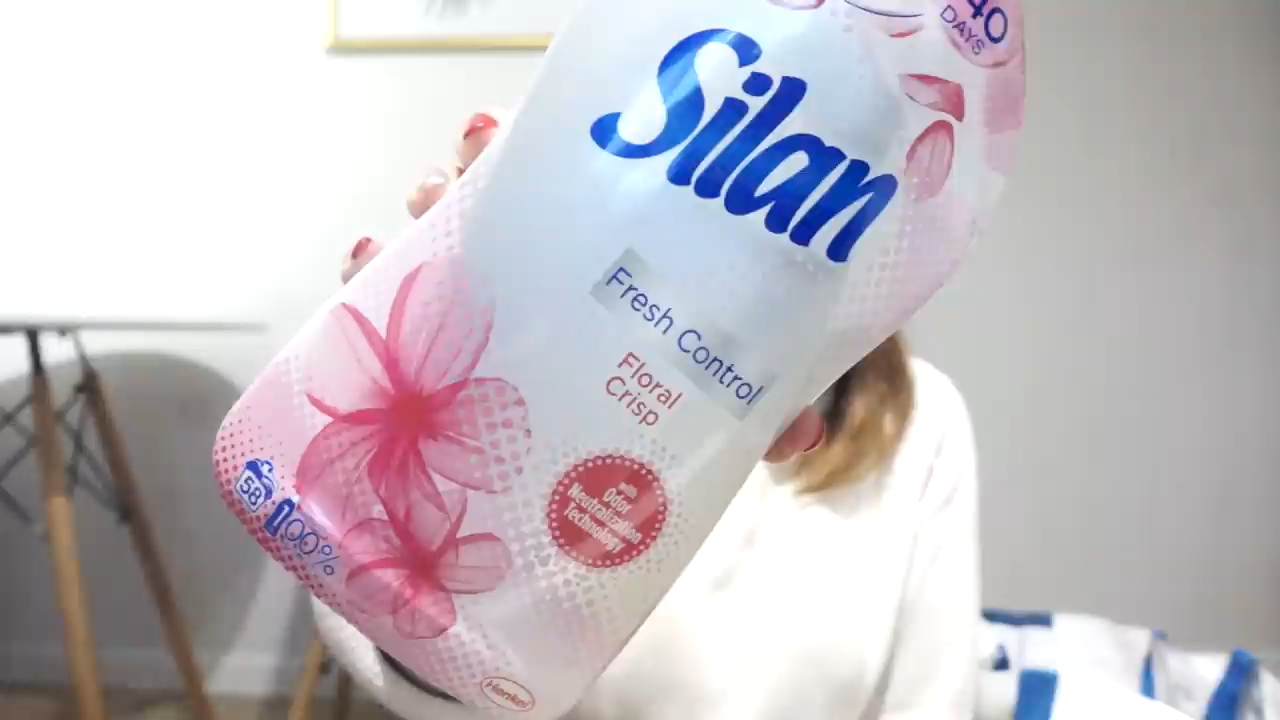 40
DAYS
Silan
Fresh Control
Floral
Crisp
with
Odor
Neutralization
Technology
58
100%
Henkel